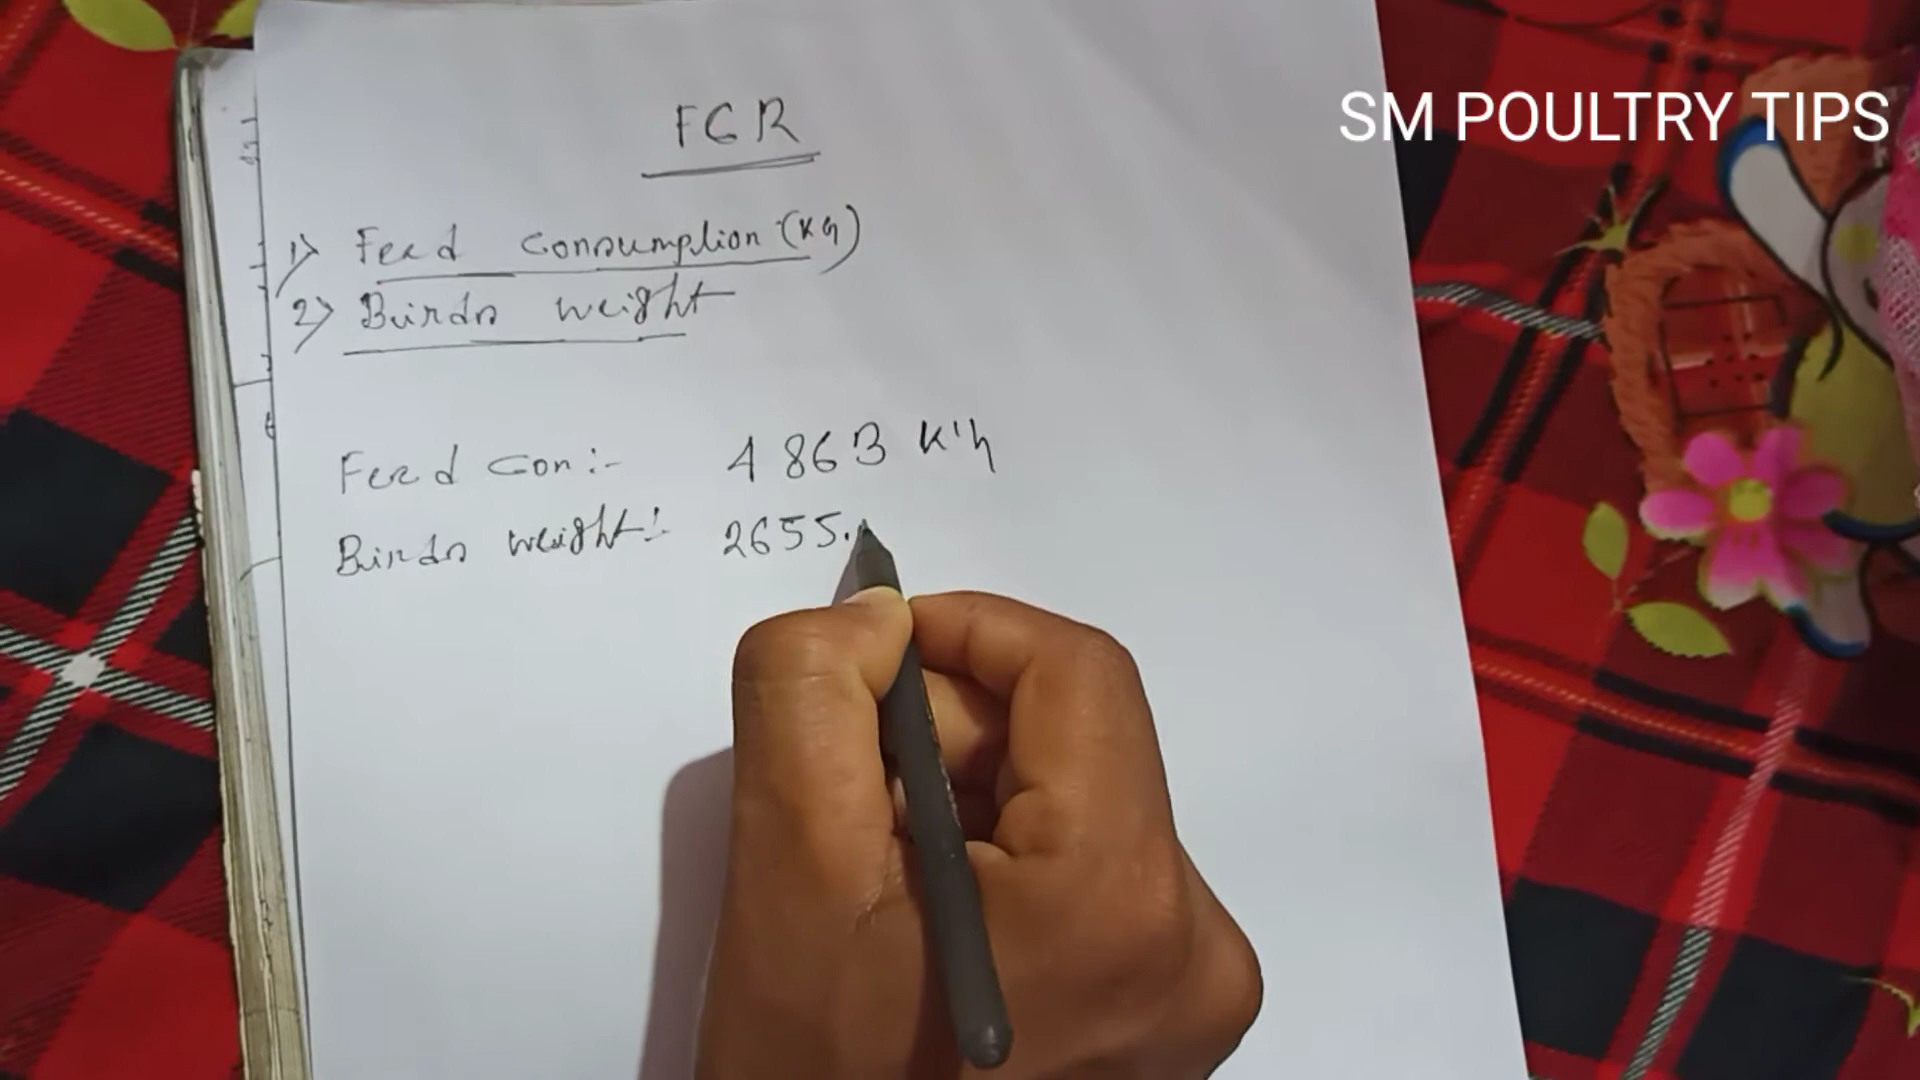 SM POULTRY TIPS
FCR
1) Feed Consumption (Kg)
2) Birds weight
Feed Con :- 4863 Kg
Birds weight :- 2655.